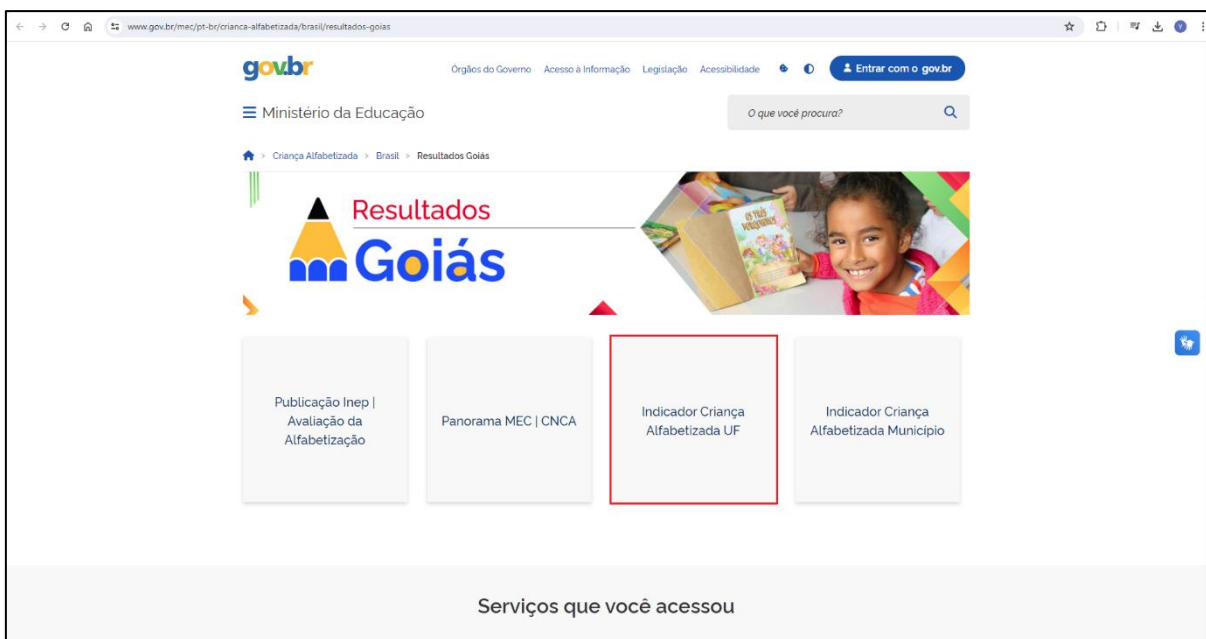 www.gov.br/mec/pt-br/crianca-alfabetizada/brasil/resultados-goias
gov.br
Órgãos do Governo Acesso à Informação Legislação Acessibilidade
Entrar com o gov.br
Ministério da Educação
O que você procura?
Criança Alfabetizada > Brasil > Resultados Goiás
Resultados
Goiás
OS TRÊS
Publicação Inep |
Avaliação da
Alfabetização
Panorama MEC | CNCA
Indicador Criança
Alfabetizada UF
Indicador Criança
Alfabetizada Município
Serviços que você acessou